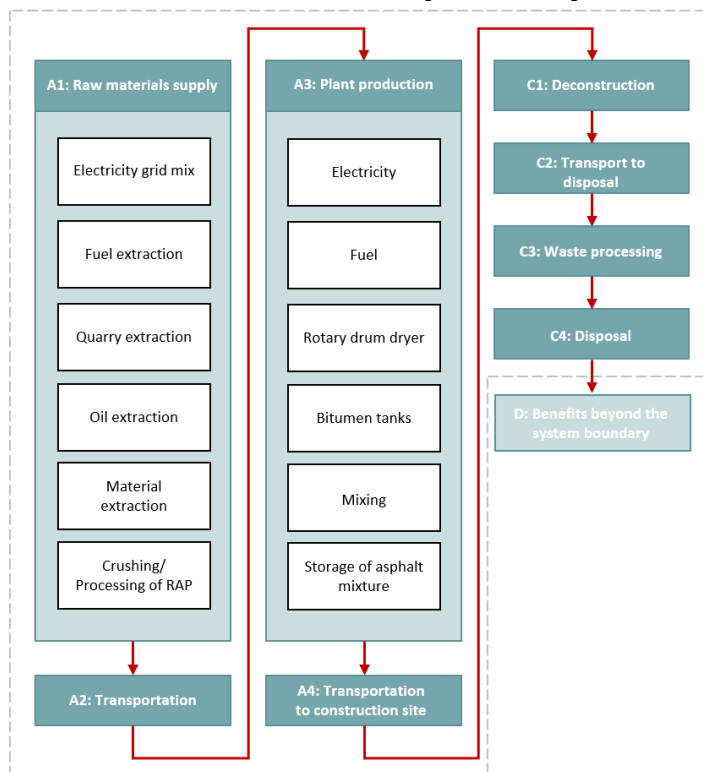 A1: Raw materials supply
Electricity grid mix
Fuel extraction
Quarry extraction
Oil extraction
Material
extraction
Crushing/
Processing of RAP
A2: Transportation
A3: Plant production
Electricity
Fuel
Rotary drum dryer
Bitumen tanks
Mixing
Storage of asphalt
mixture
A4: Transportation
to construction site
C1: Deconstruction
C2: Transport to
disposal
C3: Waste processing
C4: Disposal
D: Benefits beyond the
system boundary